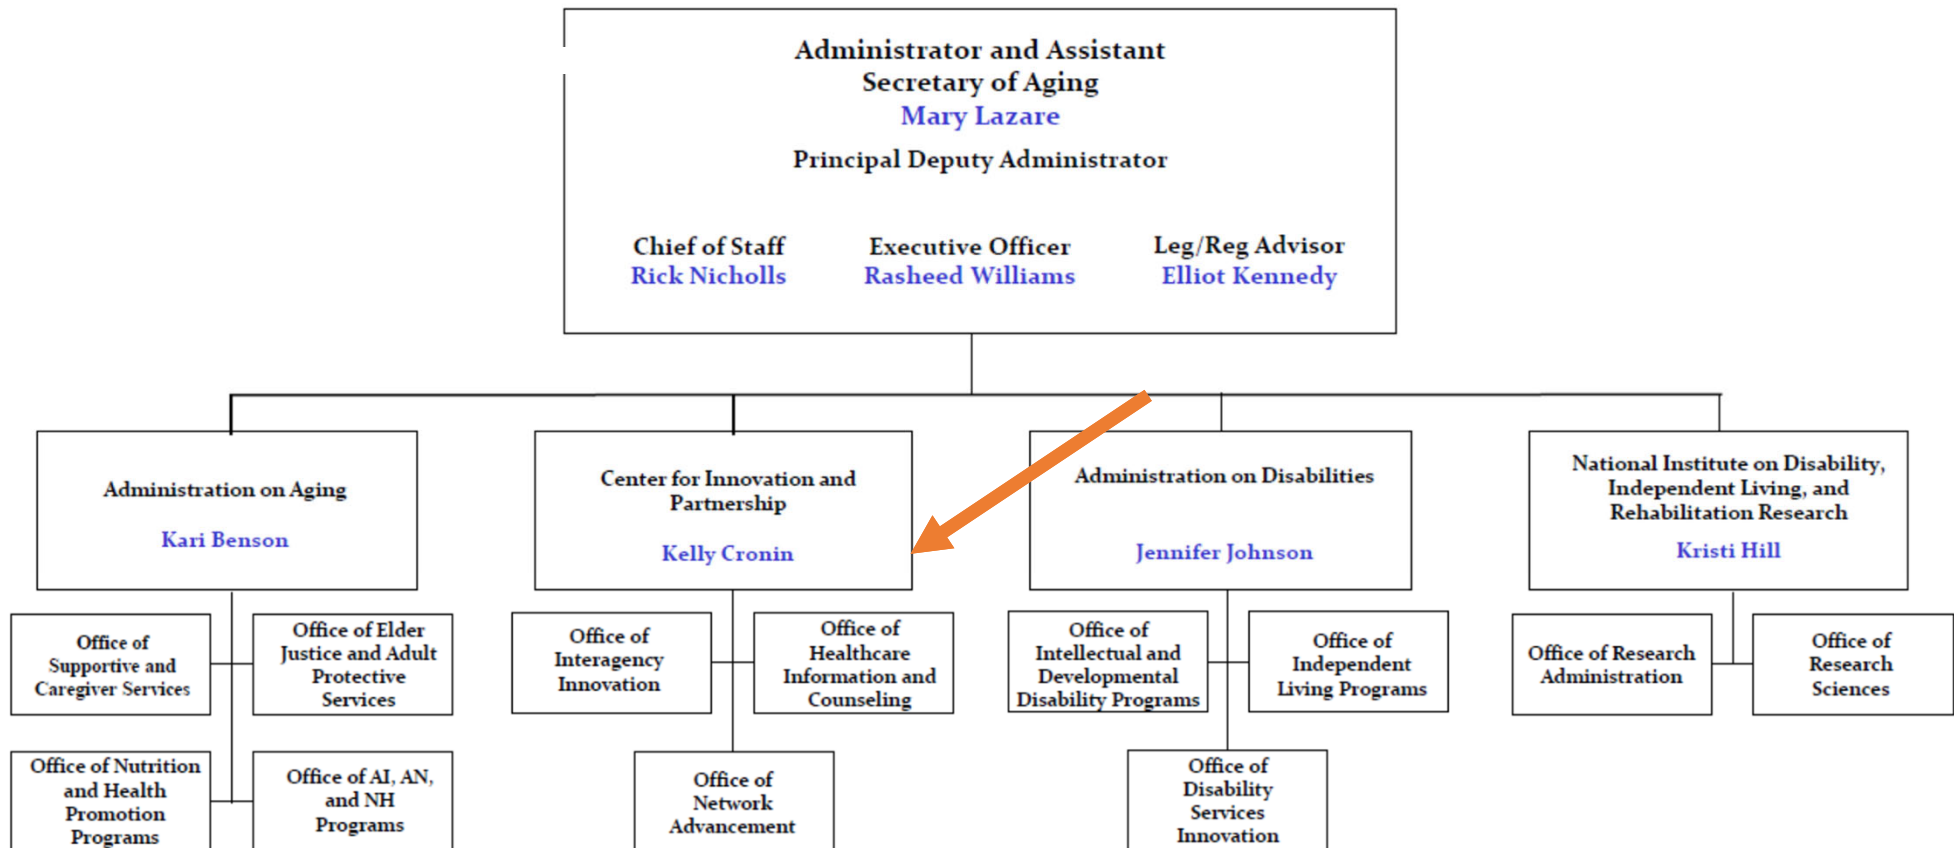 Administrator and Assistant
Secretary of Aging
Mary Lazare
Principal Deputy Administrator
Chief of Staff
Rick Nicholls
Executive Officer
Rasheed Williams
Leg/Reg Advisor
Elliot Kennedy
Administration on Aging
Kari Benson
Center for Innovation and
Partnership
Kelly Cronin
Administration on Disabilities
Jennifer Johnson
National Institute on Disability,
Independent Living, and
Rehabilitation Research
Kristi Hill
Office of
Supportive and
Caregiver Services
Office of Elder
Justice and Adult
Protective
Services
Office of Nutrition
and Health
Promotion
Programs
Office of AI, AN,
and NH
Programs
Office of
Interagency
Innovation
Office of
Healthcare
Information and
Counseling
Office of
Network
Advancement
Office of
Intellectual and
Developmental
Disability Programs
Office of
Independent
Living Programs
Office of
Disability
Services
Innovation
Office of Research
Administration
Office of
Research
Sciences